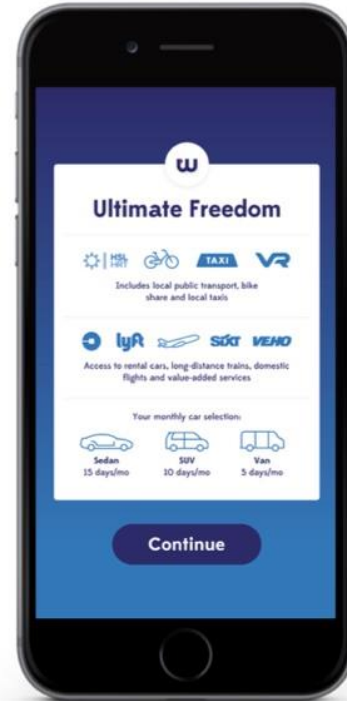 w
Ultimate Freedom
HSL HRT TAXI VR
Includes local public transport, bike
share and local taxis
lyft SIXT VEHO
Access to rental cars, long-distance trains, domestic
flights and value-added services
Your monthly car selection:
Sedan SUV Van
15 days/mo 10 days/mo 5 days/mo
Continue